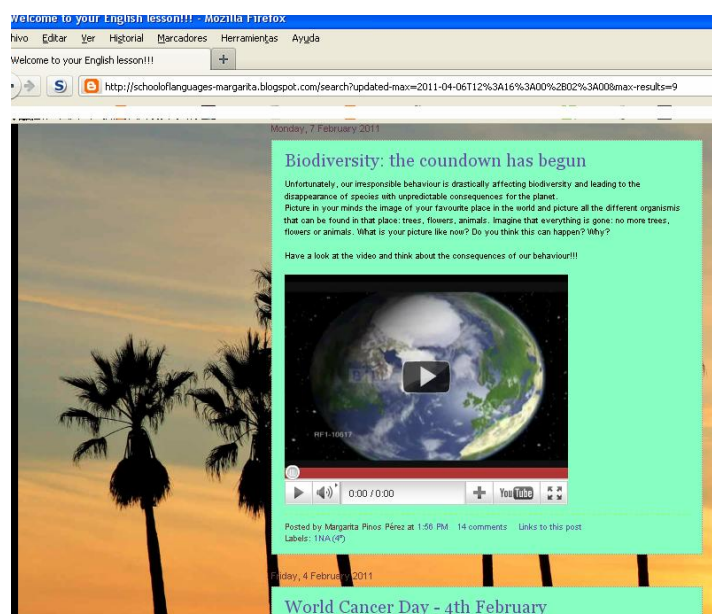 Welcome to your English lesson!!! - Mozilla Firefox
hivo Editar Ver Historial Marcadores Herramientas Ayuda
Welcome to your English lesson!!!
http://schooloflanguages-margarita.blogspot.com/search?updated-max=2011-04-06T12%3A16%3A00%2B02%3A00&max-results=9
Monday, 7 February 2011
Biodiversity: the coundown has begun
Unfortunately, our irresponsible behaviour is drastically affecting biodiversity and leading to the
disappearance of species with unpredictable consequences for the planet.
Picture in your minds the image of your favourite place in the world and picture all the different organisms
that can be found in that place: trees, flowers, animals. Imagine that everything is gone: no more trees,
flowers or animals. What is your picture like now? Do you think this can happen? Why?
Have a look at the video and think about the consequences of our behaviour!!!
RF1-10617
0:00 / 0:00
YouTube
Posted by Margarita Pinos Pérez at 1:56 PM 14 comments Links to this post
Labels: 1NA (4º)
Friday, 4 February 2011
World Cancer Day - 4th February